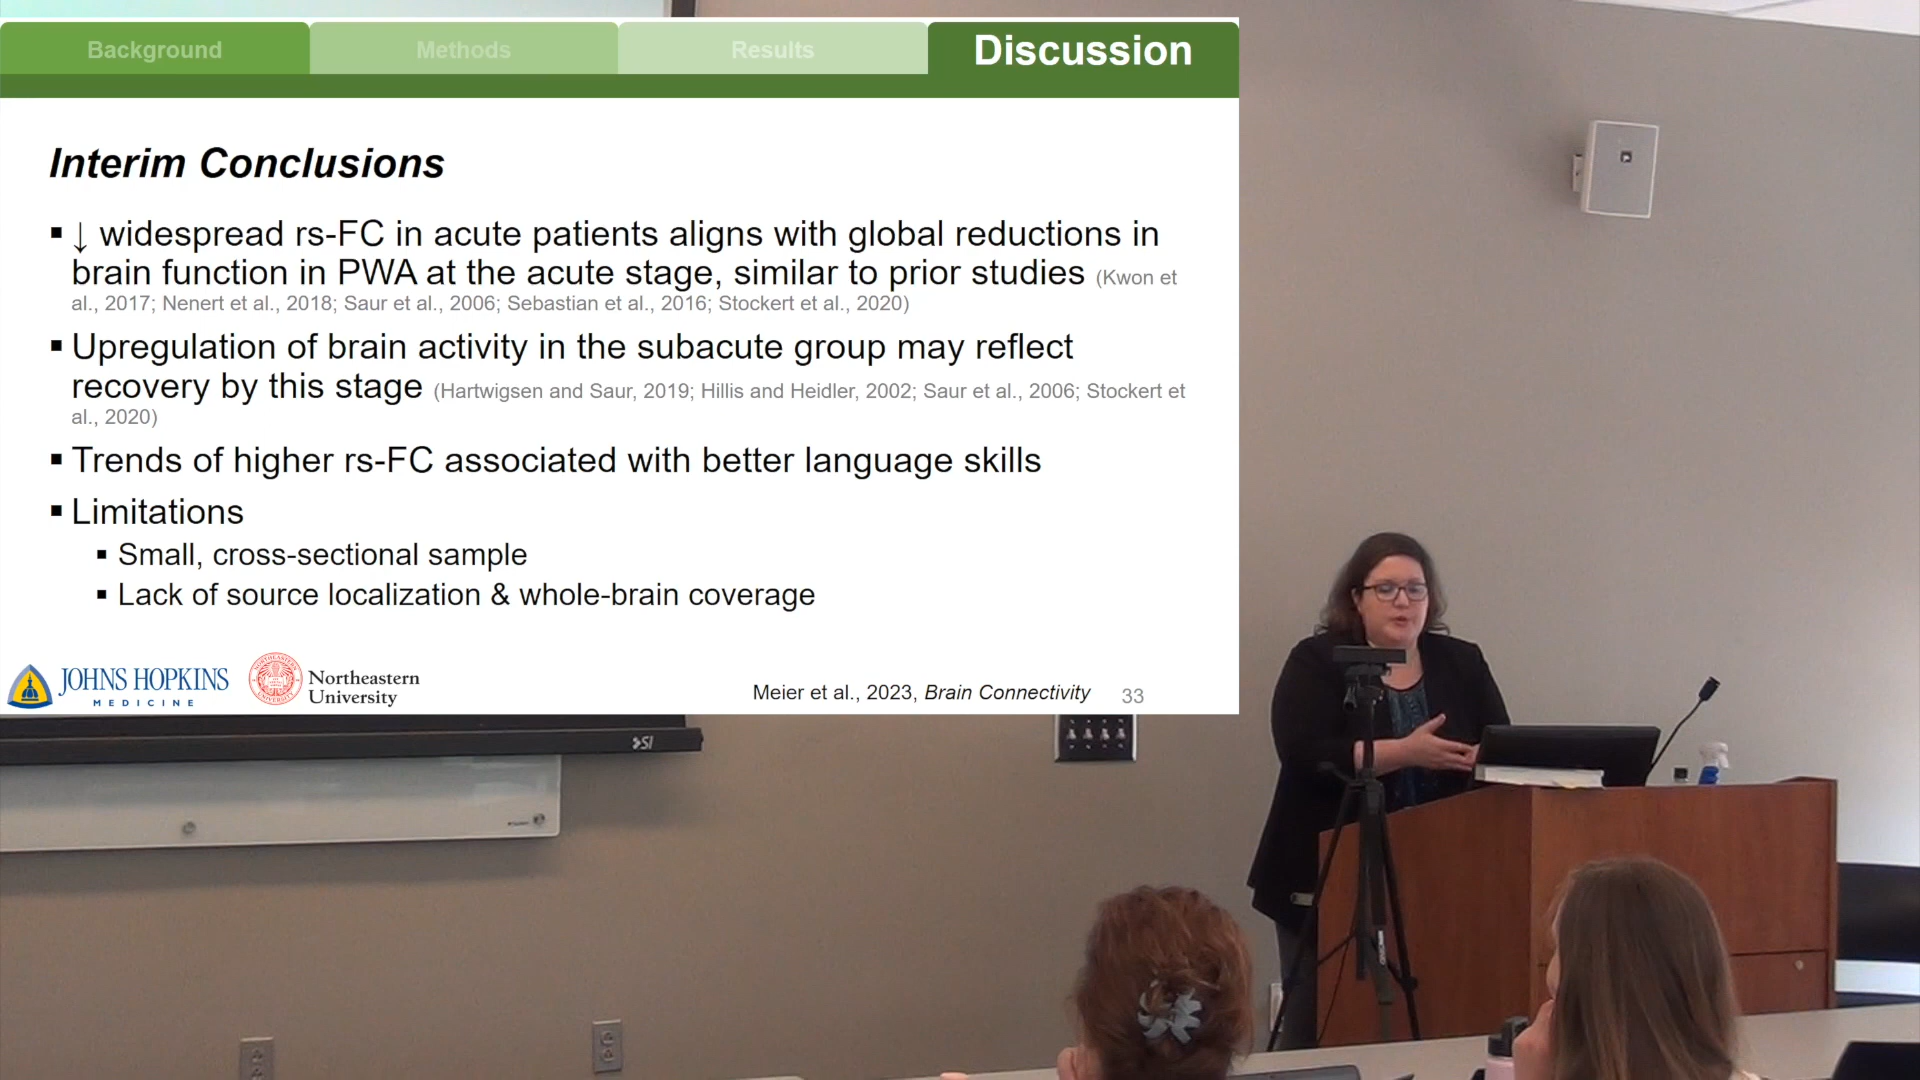 Background Methods Results Discussion
Interim Conclusions
▪ ↓ widespread rs-FC in acute patients aligns with global reductions in
brain function in PWA at the acute stage, similar to prior studies (Kwon et
al., 2017; Nenert et al., 2018; Saur et al., 2006; Sebastian et al., 2016; Stockert et al., 2020)
▪ Upregulation of brain activity in the subacute group may reflect
recovery by this stage (Hartwigsen and Saur, 2019; Hillis and Heidler, 2002; Saur et al., 2006; Stockert et
al., 2020)
▪ Trends of higher rs-FC associated with better language skills
▪ Limitations
▪ Small, cross-sectional sample
▪ Lack of source localization & whole-brain coverage
JOHNS HOPKINS
MEDICINE
Northeastern
University
Meier et al., 2023, Brain Connectivity 33
SI